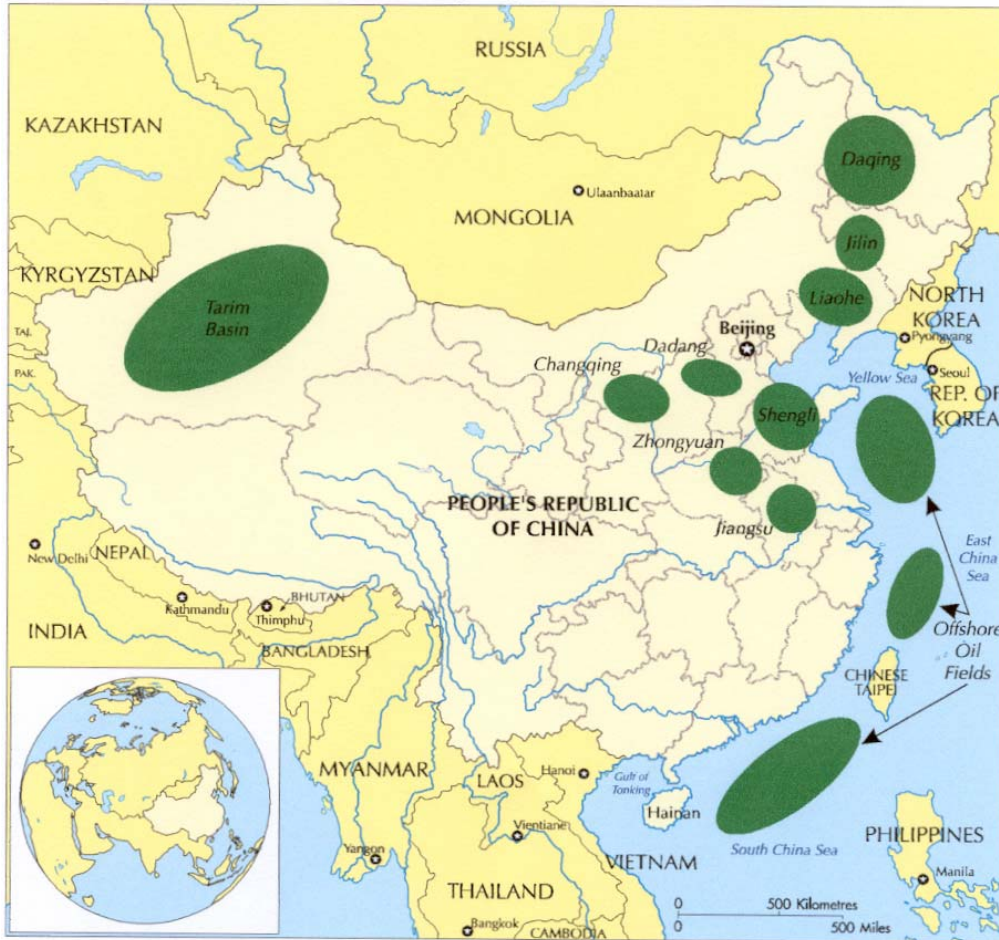 RUSSIA
KAZAKHSTAN
Daqing
Ulaanbaatar
MONGOLIA
Jilin
KYRGYZSTAN
Liaohe
NORTH
KOREA
Tarim
Basin
TAJ.
Beijing
Pyongyang
Dadang
Changqing
PAK.
Seoul
Yellow Sea
REP. OF
KOREA
Shengli
Zhongyuan
PEOPLE'S REPUBLIC
OF CHINA
Jiangsu
New Delhi
NEPAL
East
China
Sea
BHUTAN
Kathmandu
Thimphu
INDIA
Offshore
Oil
Fields
BANGLADESH
CHINESE
TAIPEI
MYANMAR
LAOS
Hanoi
Gulf of
Tonking
Hainan
Vientiane
PHILIPPINES
Yangon
VIETNAM
South China Sea
THAILAND
Manila
0
500 Kilometres
500 Miles
Bangkok
CAMBODIA